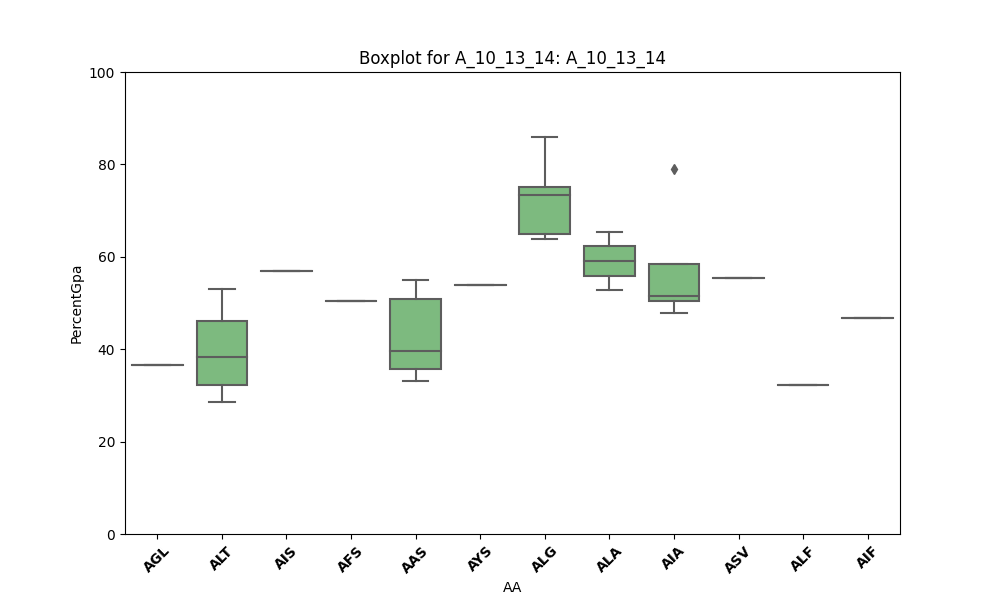 Boxplot for A_10_13_14: A_10_13_14
PercentGpa
100
80
60
40
20
0
AGL ALT AIS AFS AAS AYS ALG ALA AIA ASV ALF AIF
AA